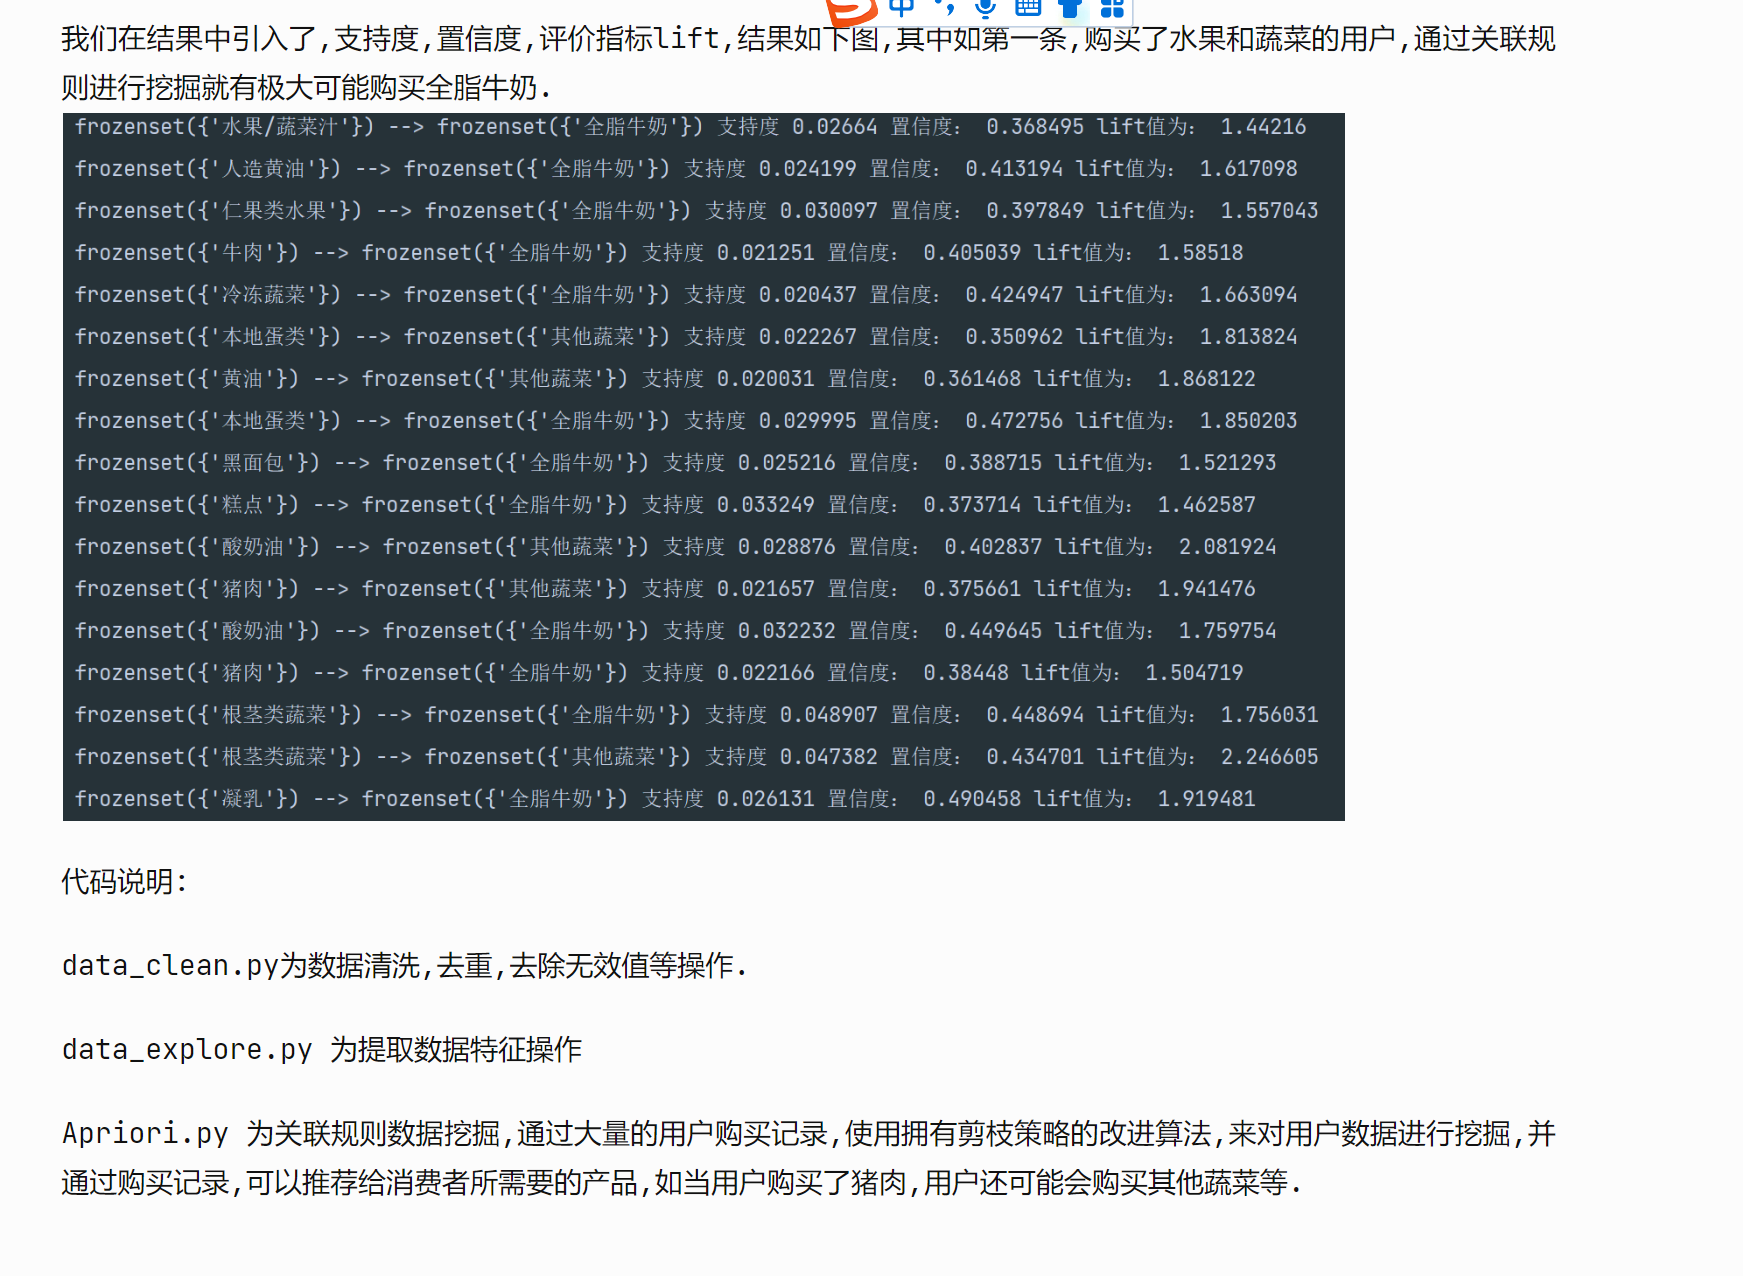 中
我们在结果中引入了,支持度,置信度,评价指标lift,结果如下图,其中如第一条,购买了水果和蔬菜的用户,通过关联规
则进行挖掘就有极大可能购买全脂牛奶.
frozenset({'水果/蔬菜汁'}) --> frozenset({'全脂牛奶'}) 支持度 0.02664 置信度： 0.368495 lift值为： 1.44216
frozenset({'人造黄油'}) --> frozenset({'全脂牛奶'}) 支持度 0.024199 置信度： 0.413194 lift值为： 1.617098
frozenset({'仁果类水果'}) --> frozenset({'全脂牛奶'}) 支持度 0.030097 置信度： 0.397849 lift值为： 1.557043
frozenset({'牛肉'}) --> frozenset({'全脂牛奶'}) 支持度 0.021251 置信度： 0.405039 lift值为： 1.58518
frozenset({'冷冻蔬菜'}) --> frozenset({'全脂牛奶'}) 支持度 0.020437 置信度： 0.424947 lift值为： 1.663094
frozenset({'本地蛋类'}) --> frozenset({'其他蔬菜'}) 支持度 0.022267 置信度： 0.350962 lift值为： 1.813824
frozenset({'黄油'}) --> frozenset({'其他蔬菜'}) 支持度 0.020031 置信度： 0.361468 lift值为： 1.868122
frozenset({'本地蛋类'}) --> frozenset({'全脂牛奶'}) 支持度 0.029995 置信度： 0.472756 lift值为： 1.850203
frozenset({'黑面包'}) --> frozenset({'全脂牛奶'}) 支持度 0.025216 置信度： 0.388715 lift值为： 1.521293
frozenset({'糕点'}) --> frozenset({'全脂牛奶'}) 支持度 0.033249 置信度： 0.373714 lift值为： 1.462587
frozenset({'酸奶油'}) --> frozenset({'其他蔬菜'}) 支持度 0.028876 置信度： 0.402837 lift值为： 2.081924
frozenset({'猪肉'}) --> frozenset({'其他蔬菜'}) 支持度 0.021657 置信度： 0.375661 lift值为： 1.941476
frozenset({'酸奶油'}) --> frozenset({'全脂牛奶'}) 支持度 0.032232 置信度： 0.449645 lift值为： 1.759754
frozenset({'猪肉'}) --> frozenset({'全脂牛奶'}) 支持度 0.022166 置信度： 0.38448 lift值为： 1.504719
frozenset({'根茎类蔬菜'}) --> frozenset({'全脂牛奶'}) 支持度 0.048907 置信度： 0.448694 lift值为： 1.756031
frozenset({'根茎类蔬菜'}) --> frozenset({'其他蔬菜'}) 支持度 0.047382 置信度： 0.434701 lift值为： 2.246605
frozenset({'凝乳'}) --> frozenset({'全脂牛奶'}) 支持度 0.026131 置信度： 0.490458 lift值为： 1.919481
代码说明:
data_clean.py为数据清洗,去重,去除无效值等操作.
data_explore.py 为提取数据特征操作
Apriori.py 为关联规则数据挖掘,通过大量的用户购买记录,使用拥有剪枝策略的改进算法,来对用户数据进行挖掘,并
通过购买记录,可以推荐给消费者所需要的产品,如当用户购买了猪肉,用户还可能会购买其他蔬菜等.